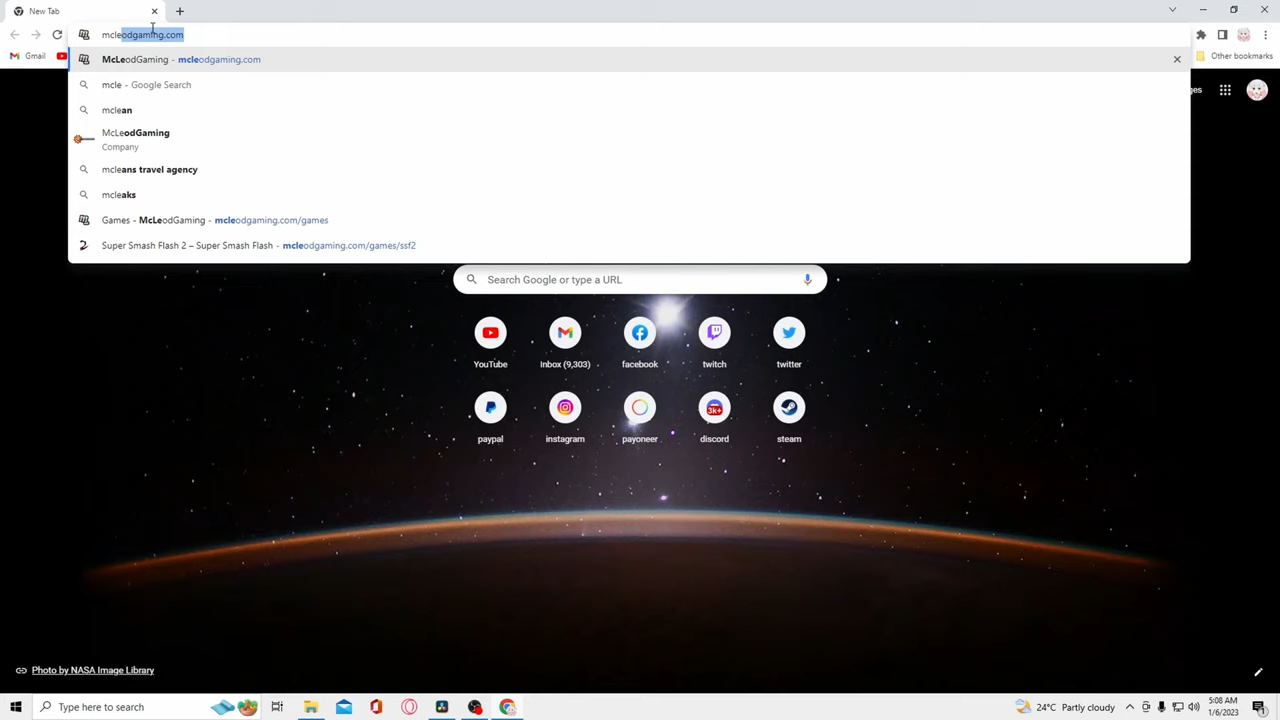 New Tab
mcleodgaming.com
Gmail
Other bookmarks
McLeodGaming - mcleodgaming.com
mcle - Google Search
mclean
McLeodGaming
Company
mcleans travel agency
mcleaks
Games - McLeodGaming - mcleodgaming.com/games
Super Smash Flash 2 – Super Smash Flash - mcleodgaming.com/games/ssf2
ges
Search Google or type a URL
YouTube
Inbox (9,303)
facebook
twitch
twitter
3k+
paypal
instagram
payoneer
discord
steam
Photo by NASA Image Library
Type here to search
24°C Partly cloudy
5:08 AM
1/6/2023
1